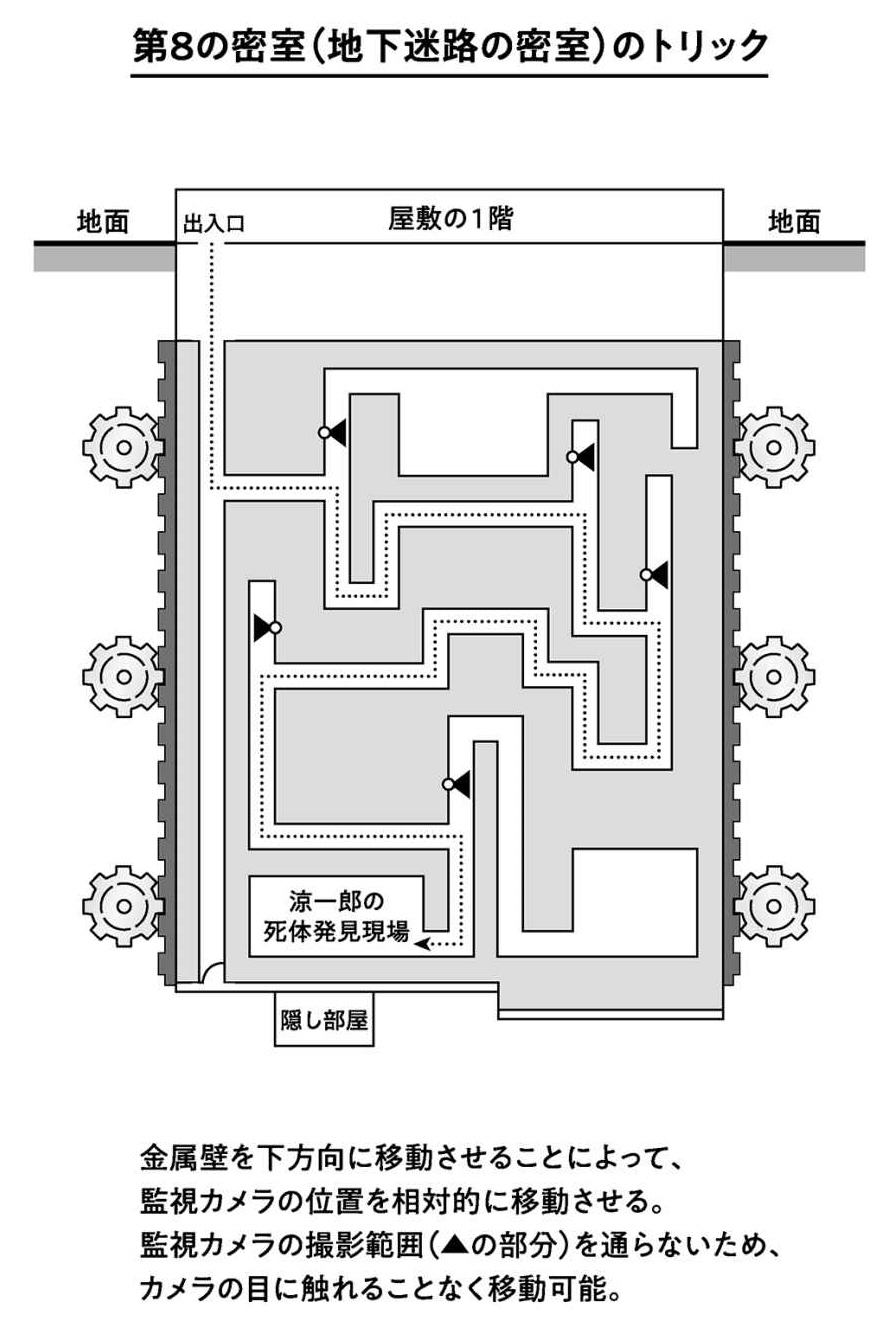 第8の密室（地下迷路の密室）のトリック
地面
出入口
屋敷の1階
地面
涼一郎の
死体発見現場
隠し部屋
金属壁を下方向に移動させることによって、
監視カメラの位置を相対的に移動させる。
監視カメラの撮影範囲（▲の部分）を通らないため、
カメラの目に触れることなく移動可能。